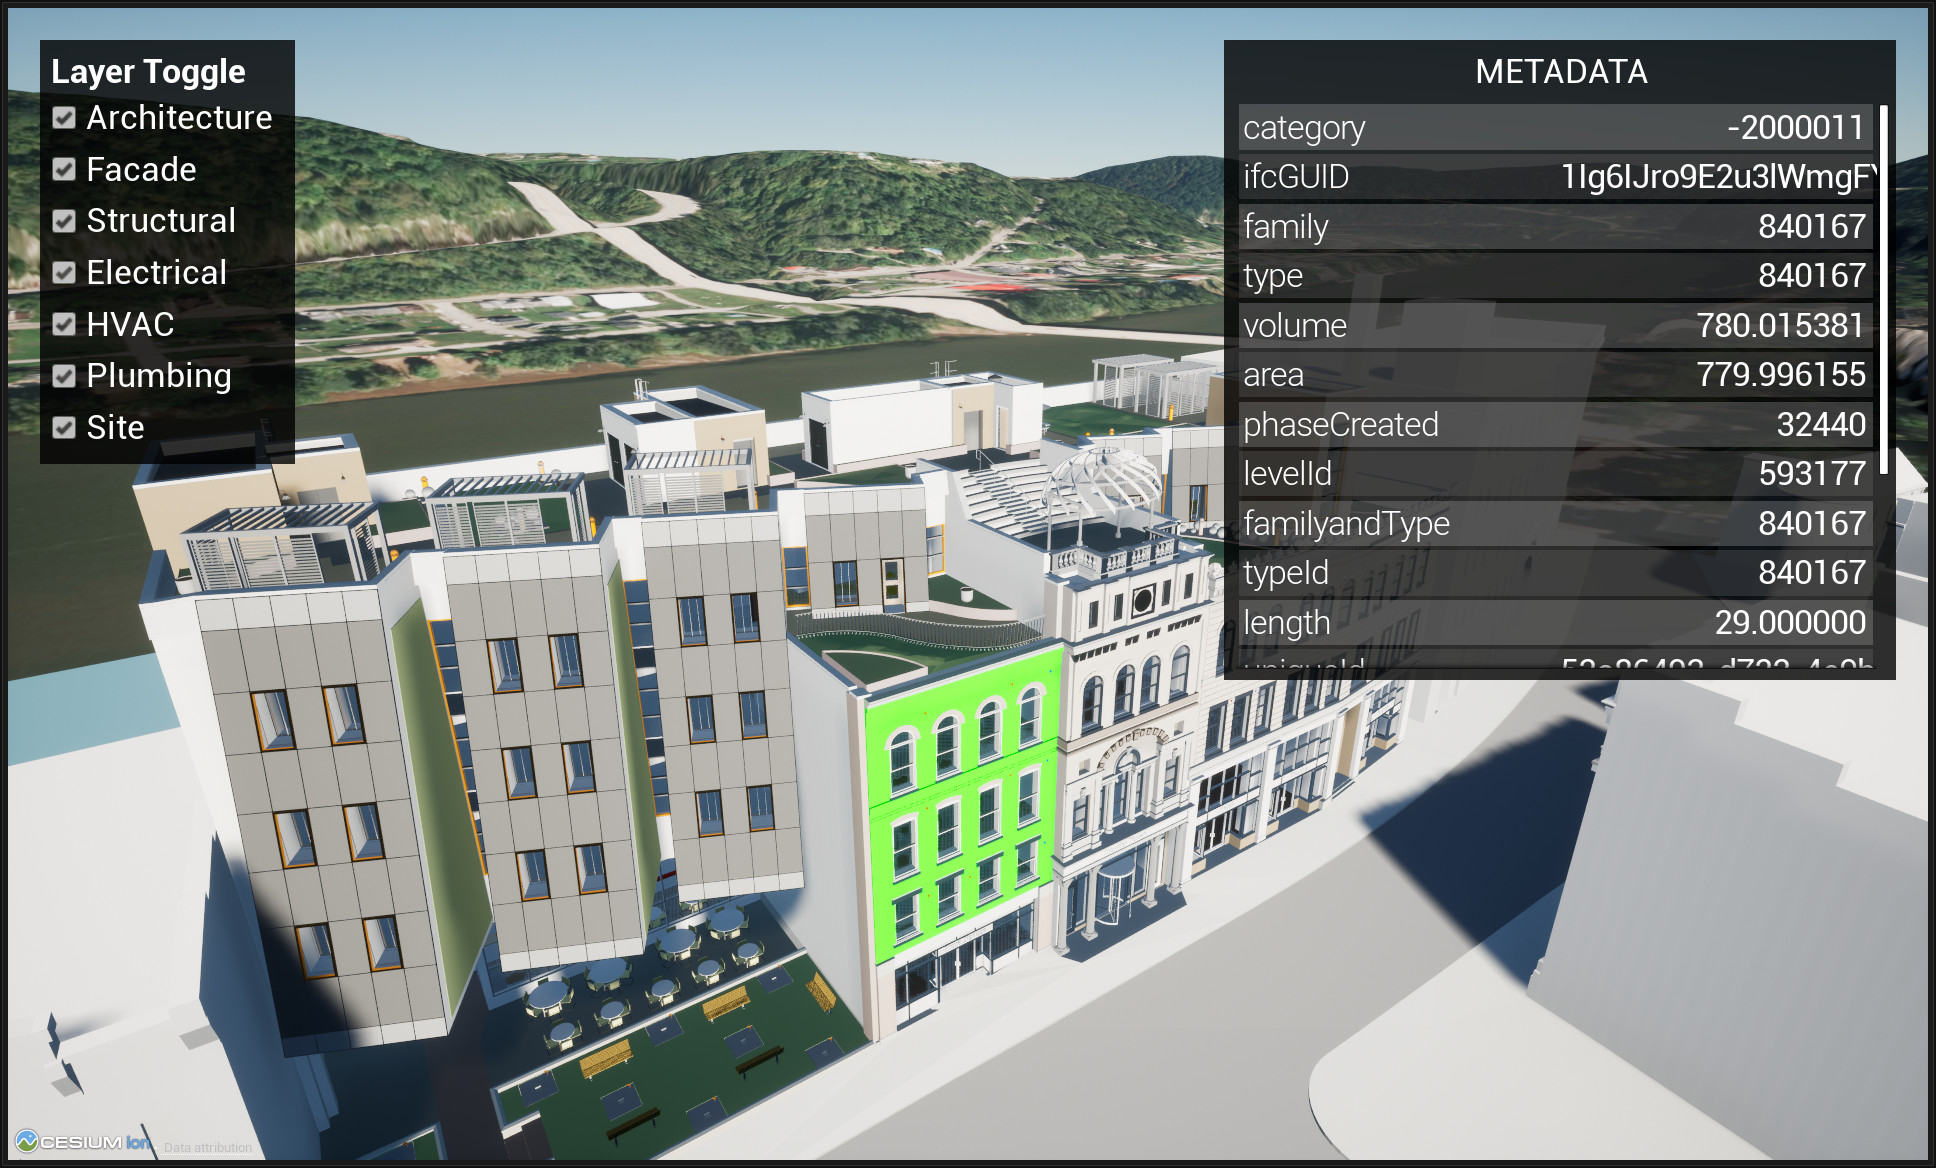 Layer Toggle
Architecture
Facade
Structural
Electrical
HVAC
Plumbing
Site
METADATA
category -2000011
ifcGUID
family 840167
type 840167
volume 780.015381
area 779.996155
phaseCreated 32440
levelId 593177
familyandType 840167
typeId 840167
length 29.000000
CESIUM ion Data attribution